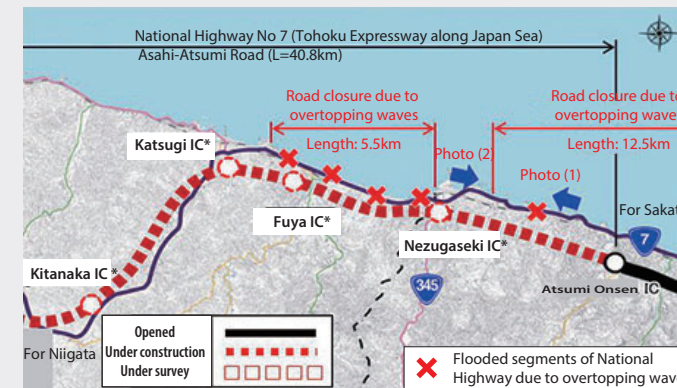 National Highway No 7 (Tohoku Expressway along Japan Sea)
Asahi-Atsumi Road (L=40.8km)
Road closure due to
overtopping waves
Length: 5.5km
Road closure due to
overtopping wave
Length: 12.5km
Katsugi IC*
Photo (2)
Photo (1)
Fuya IC*
For Sakat
7
Nezugaseki IC*
Kitanaka IC*
345
Atsumi Onsen IC
For Niigata
Opened
Under construction
Under survey
Flooded segments of National
Highway due to overtopping wav